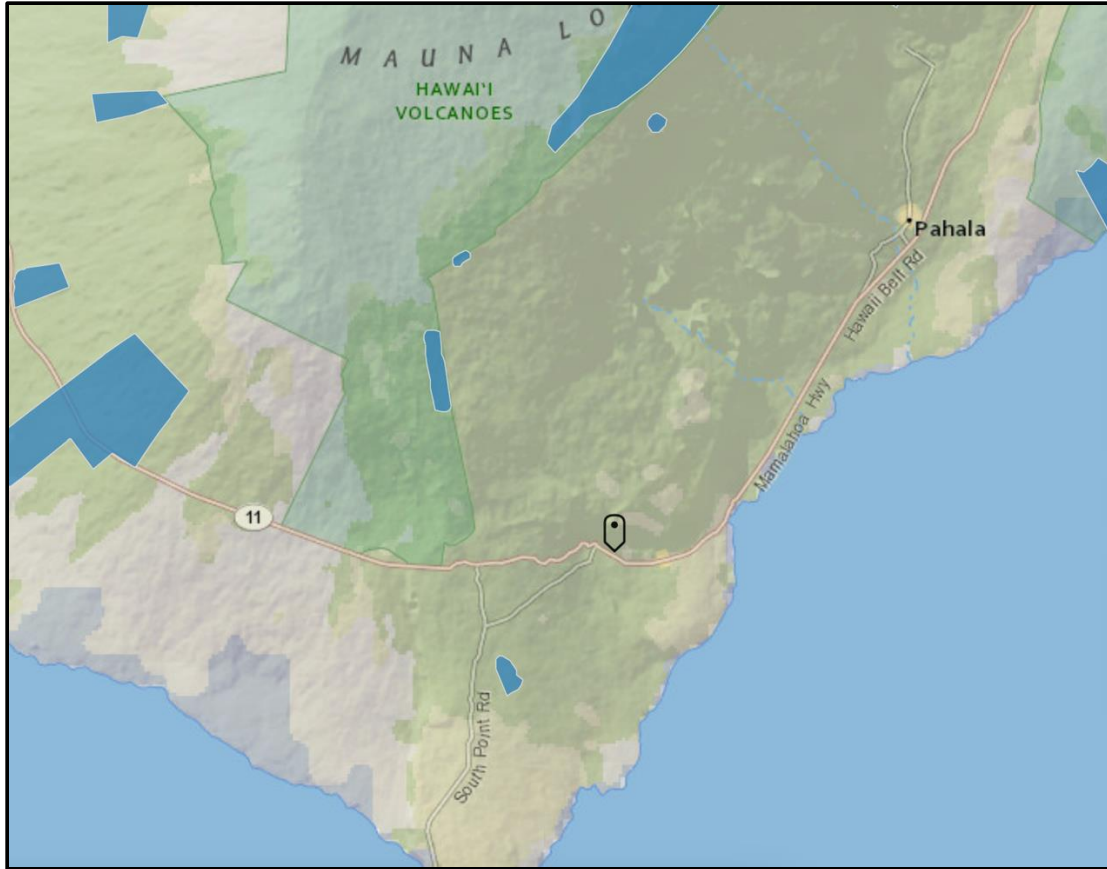 MAUNA LO
HAWAI'I
VOLCANOES
Pahala
Hawaii Belt Rd
Mamalahoa Hwy
11
South Point Rd